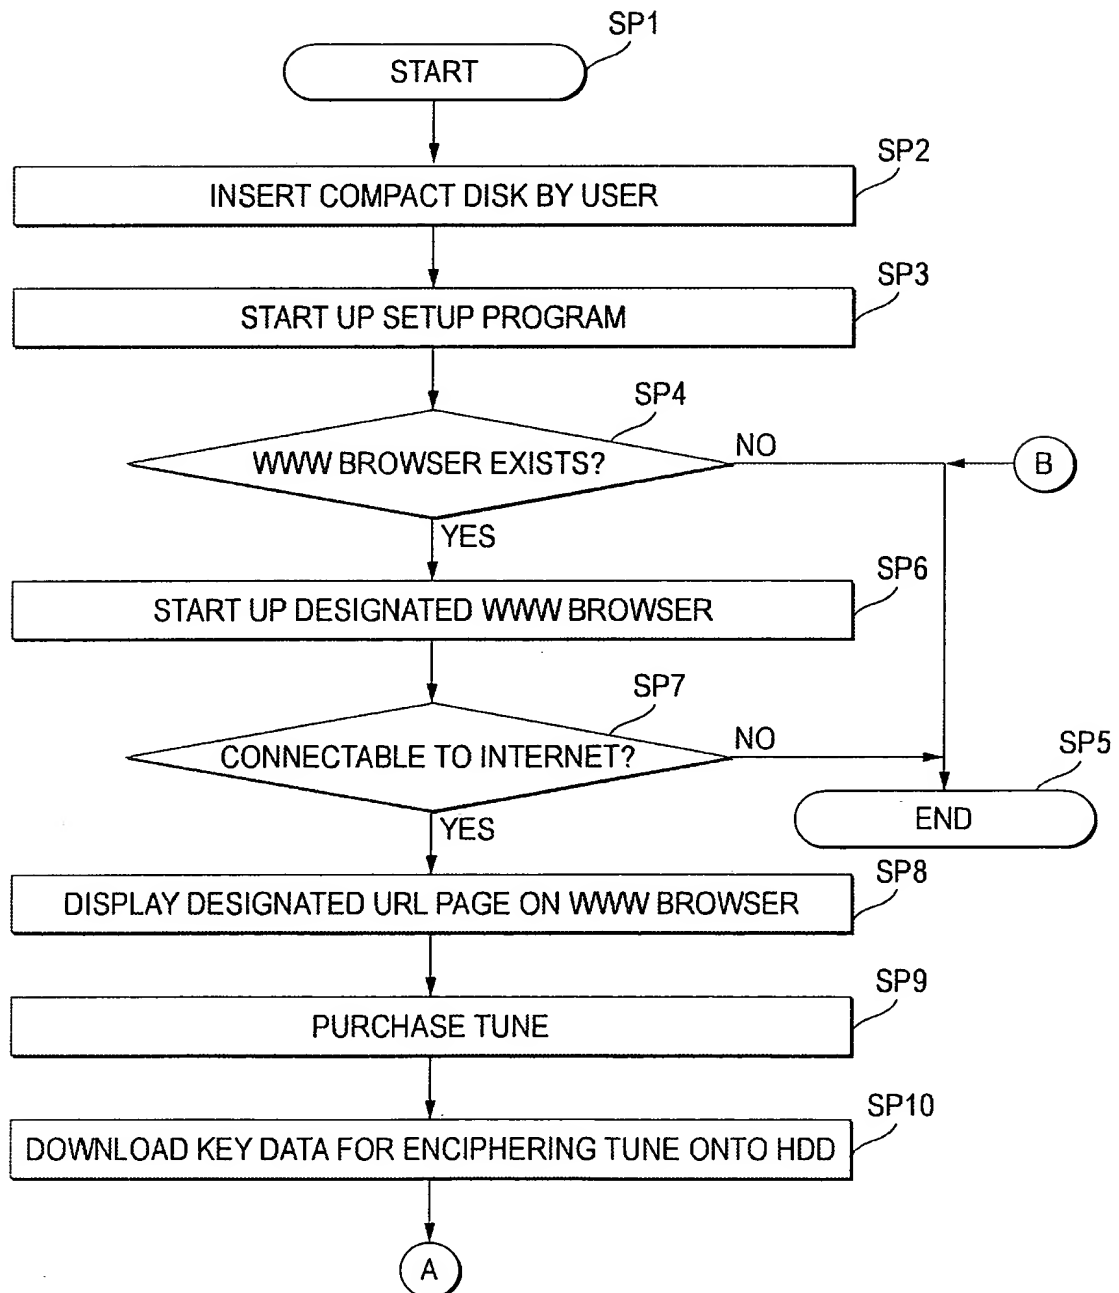 SP1
START
SP2
INSERT COMPACT DISK BY USER
SP3
START UP SETUP PROGRAM
SP4
WWW BROWSER EXISTS?
NO
B
YES
SP6
START UP DESIGNATED WWW BROWSER
SP7
CONNECTABLE TO INTERNET?
NO
SP5
END
YES
SP8
DISPLAY DESIGNATED URL PAGE ON WWW BROWSER
SP9
PURCHASE TUNE
SP10
DOWNLOAD KEY DATA FOR ENCIPHERING TUNE ONTO HDD
A